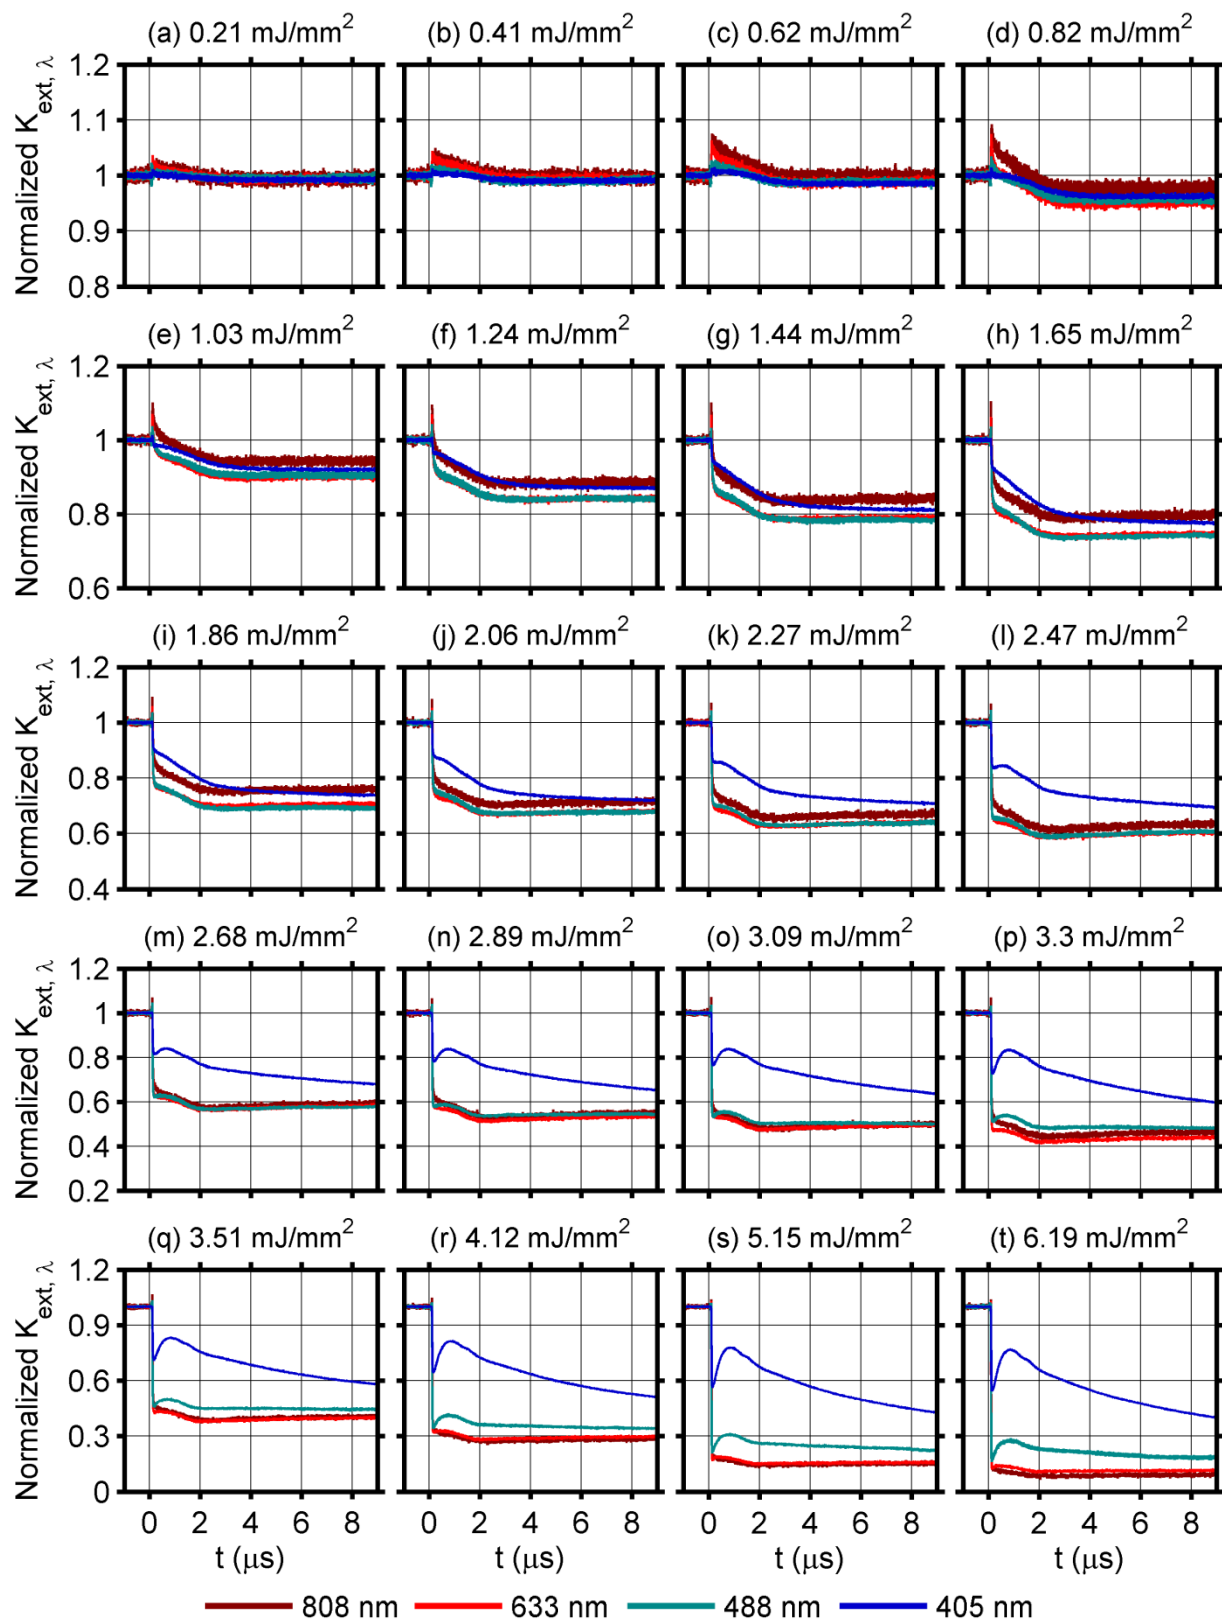 (a) 0.21 mJ/mm² (b) 0.41 mJ/mm² (c) 0.62 mJ/mm² (d) 0.82 mJ/mm²
Normalized K_ext, λ
1.2
1.1
1
0.9
0.8
(e) 1.03 mJ/mm² (f) 1.24 mJ/mm² (g) 1.44 mJ/mm² (h) 1.65 mJ/mm²
Normalized K_ext, λ
1.2
1
0.8
0.6
(i) 1.86 mJ/mm² (j) 2.06 mJ/mm² (k) 2.27 mJ/mm² (l) 2.47 mJ/mm²
Normalized K_ext, λ
1.2
1
0.8
0.6
0.4
(m) 2.68 mJ/mm² (n) 2.89 mJ/mm² (o) 3.09 mJ/mm² (p) 3.3 mJ/mm²
Normalized K_ext, λ
1.2
1
0.8
0.6
0.4
0.2
(q) 3.51 mJ/mm² (r) 4.12 mJ/mm² (s) 5.15 mJ/mm² (t) 6.19 mJ/mm²
Normalized K_ext, λ
1.2
0.9
0.6
0.3
0
0 2 4 6 8 0 2 4 6 8 0 2 4 6 8 0 2 4 6 8
t (μs) t (μs) t (μs) t (μs)
808 nm 633 nm 488 nm 405 nm